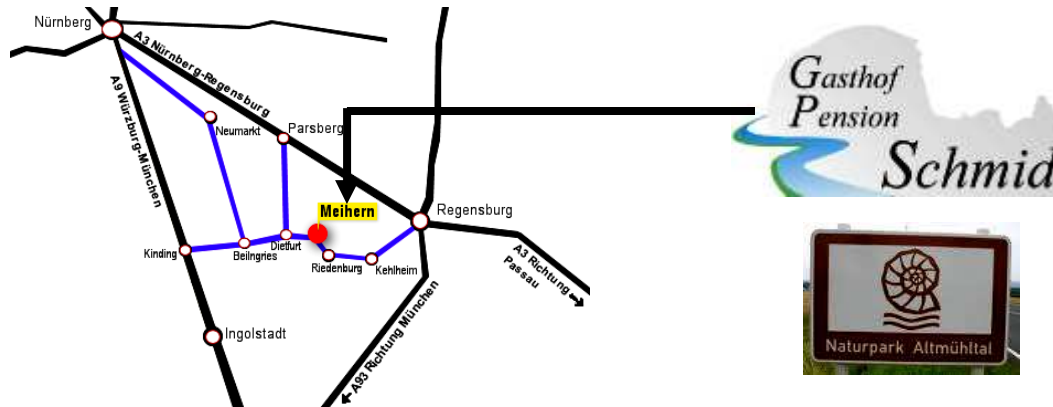 Nürnberg
A3 Nürnberg-Regensburg
A9 Würzburg-München
Neumarkt
Parsberg
Meihern
Regensburg
Kinding
Beilngries
Dietfurt
Riedenburg
Kehlheim
A3 Richtung
Passau
Ingolstadt
A93 Richtung München
Gasthof
Pension
Schmid
Naturpark Altmühltal